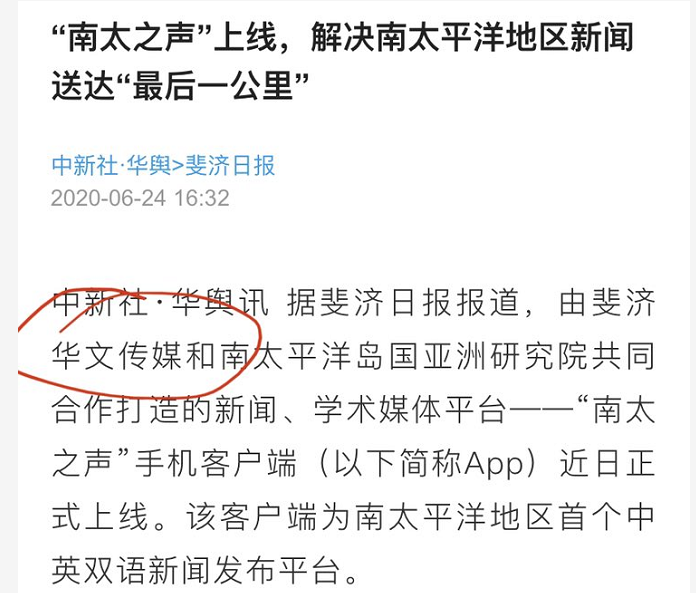 “南太之声”上线，解决南太平洋地区新闻
送达“最后一公里”
中新社·华舆>斐济日报
2020-06-24 16:32
中新社·华舆讯 据斐济日报报道，由斐济
华文传媒和南太平洋岛国亚洲研究院共同
合作打造的新闻、学术媒体平台——“南太
之声”手机客户端（以下简称App）近日正
式上线。该客户端为南太平洋地区首个中
英双语新闻发布平台。